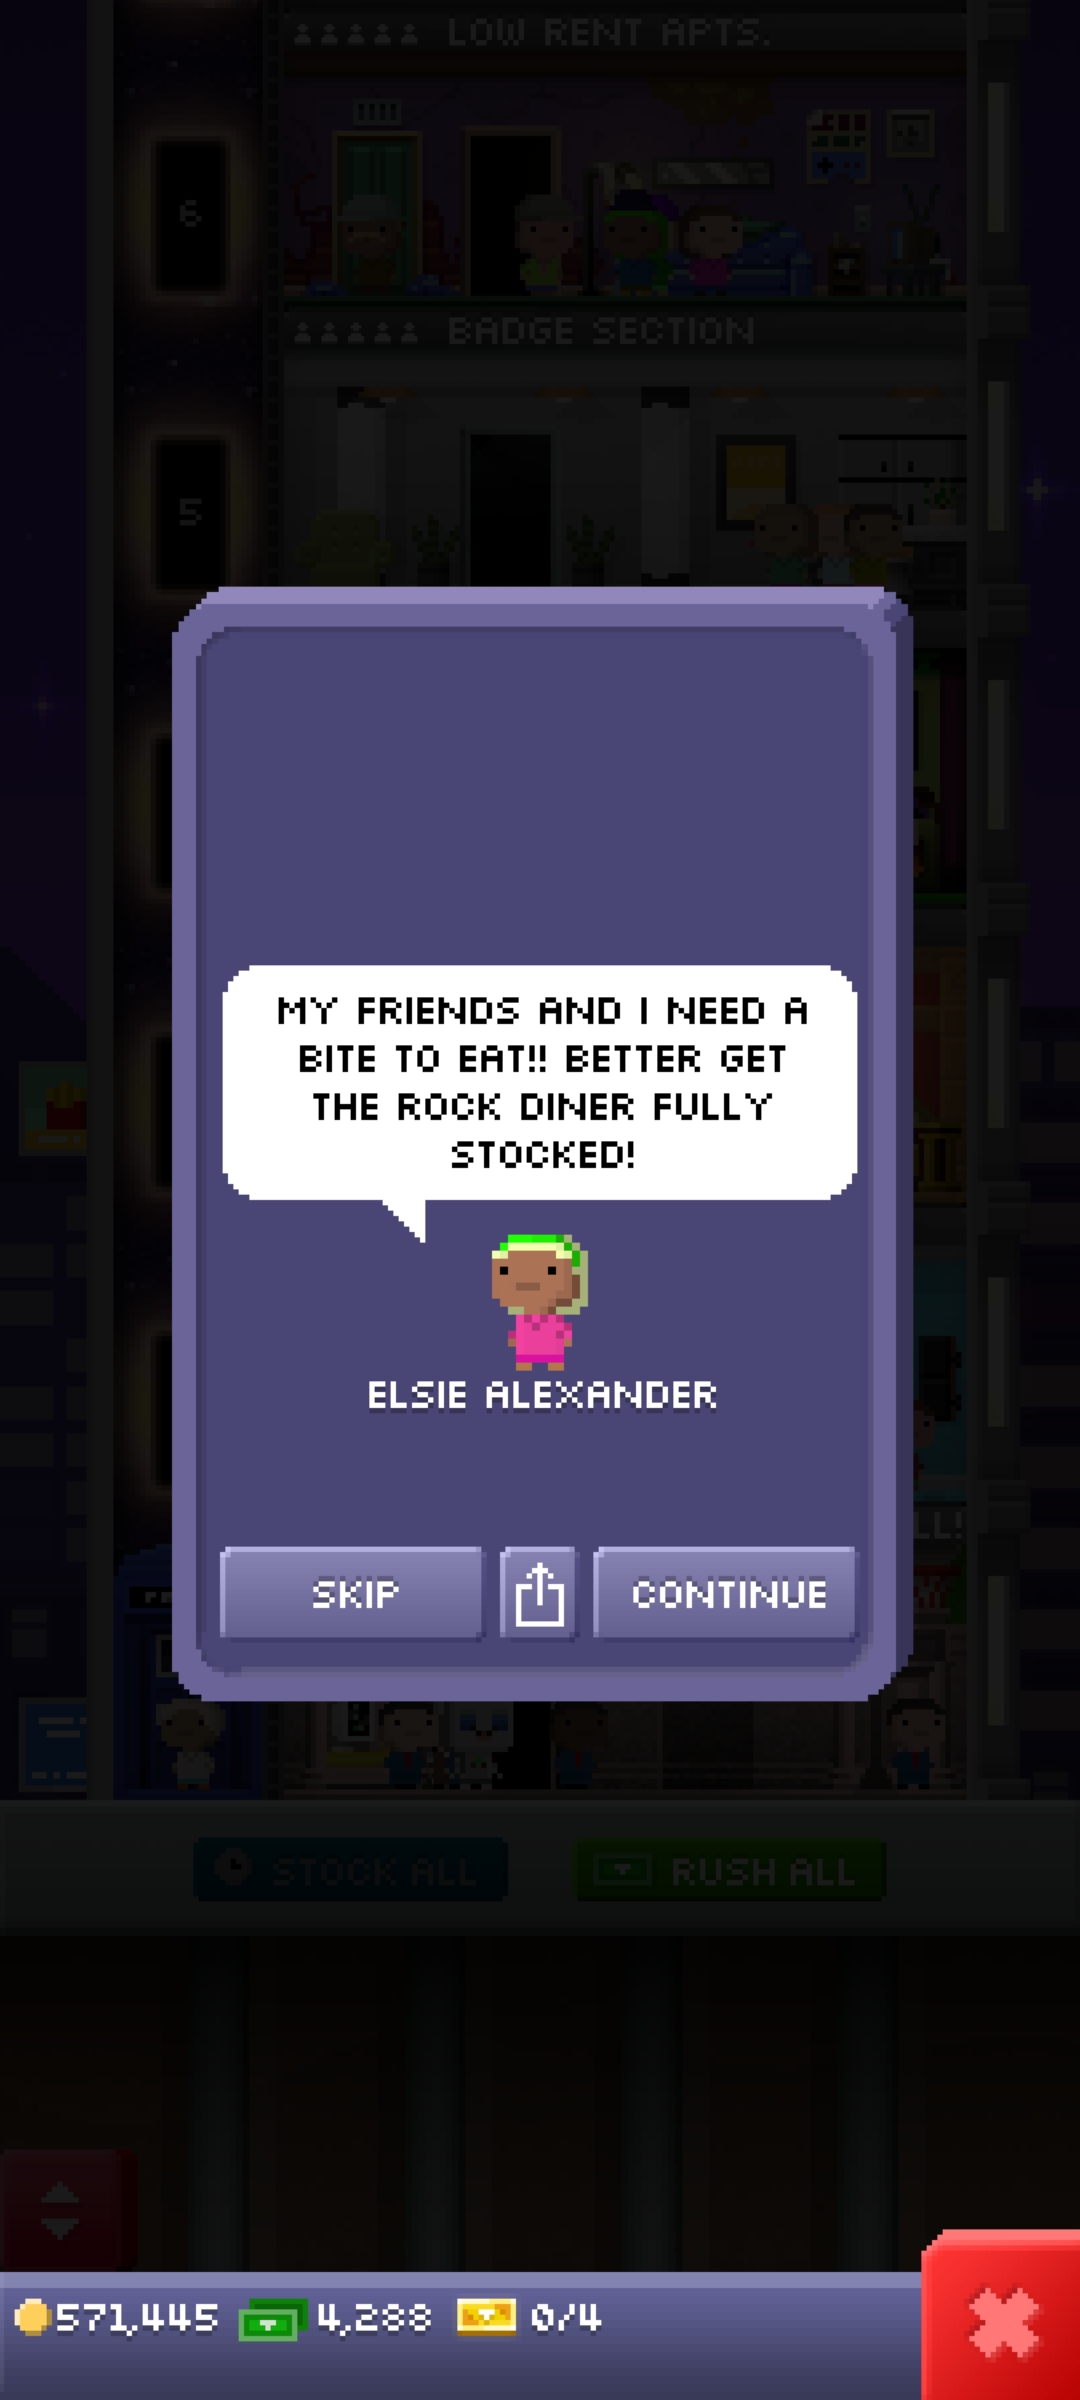 LOW RENT APTS.
6
BADGE SECTION
5
MY FRIENDS AND I NEED A
BITE TO EAT!! BETTER GET
THE ROCK DINER FULLY
STOCKED!
ELSIE ALEXANDER
SKIP
CONTINUE
STOCK ALL
RUSH ALL
571,445
4,288
0/4